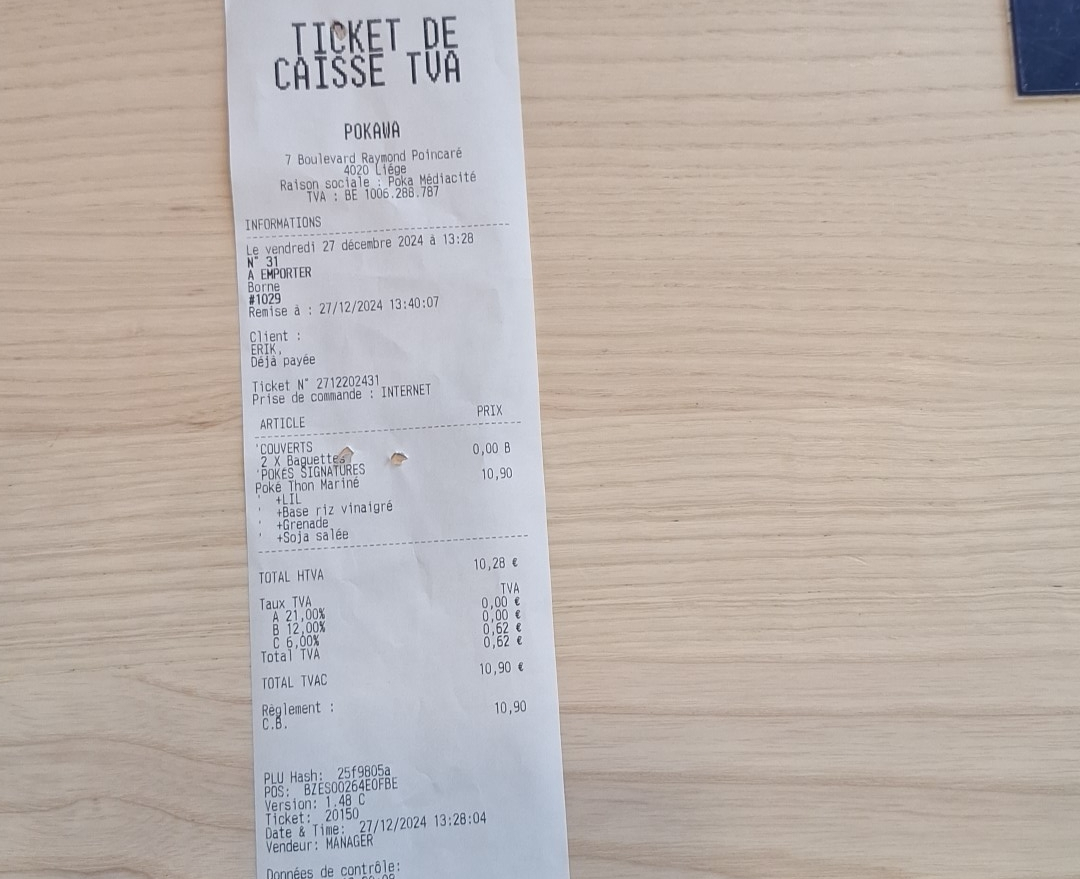 TICKET DE
CAISSE TVA
POKAWA
7 Boulevard Raymond Poincaré
4020 Liége
Raison sociale : Poka Médiacité
TVA : BE 1006.288.787
INFORMATIONS
Le vendredi 27 décembre 2024 à 13:28
N° 31
A EMPORTER
Borne
#1029
Remise à : 27/12/2024 13:40:07
Client :
ERIK.
Déjà payée
Ticket N° 2712202431
Prise de commande : INTERNET
ARTICLE PRIX
'COUVERTS 0,00 B
2 X Baguettes
'POKES SIGNATURES 10,90
Poké Thon Mariné
' +LIL
' +Base riz vinaigré
' +Grenade
' +Soja salée
TOTAL HTVA 10,28 €
Taux TVA TVA
A 21,00% 0,00 €
B 12,00% 0,00 €
C 6,00% 0,62 €
Total TVA 0,62 €
TOTAL TVAC 10,90 €
Règlement :
C.B. 10,90
PLU Hash: 25f9805a
POS: BZES00264E0FBE
Version: 1.48 C
Ticket: 20150
Date & Time: 27/12/2024 13:28:04
Vendeur: MANAGER
Données de contrôle: